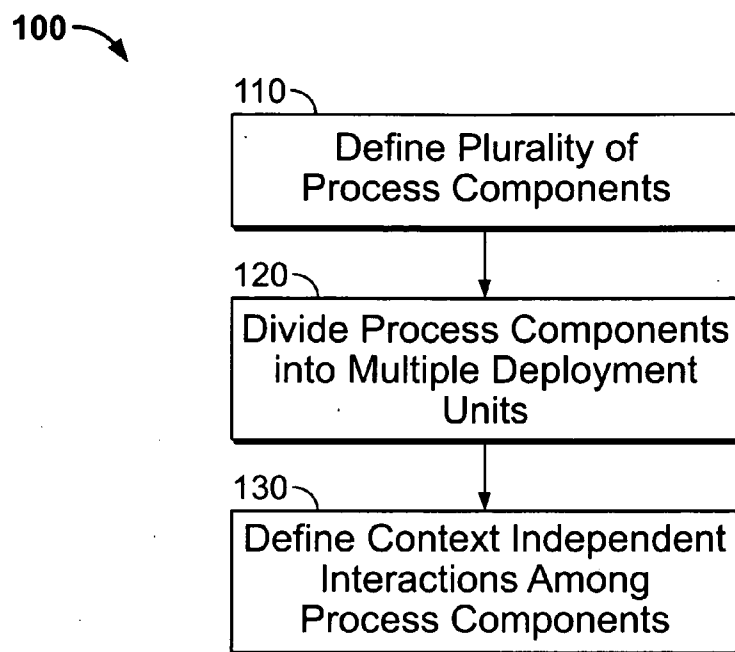 100
110
Define Plurality of
Process Components
120
Divide Process Components
into Multiple Deployment
Units
130
Define Context Independent
Interactions Among
Process Components